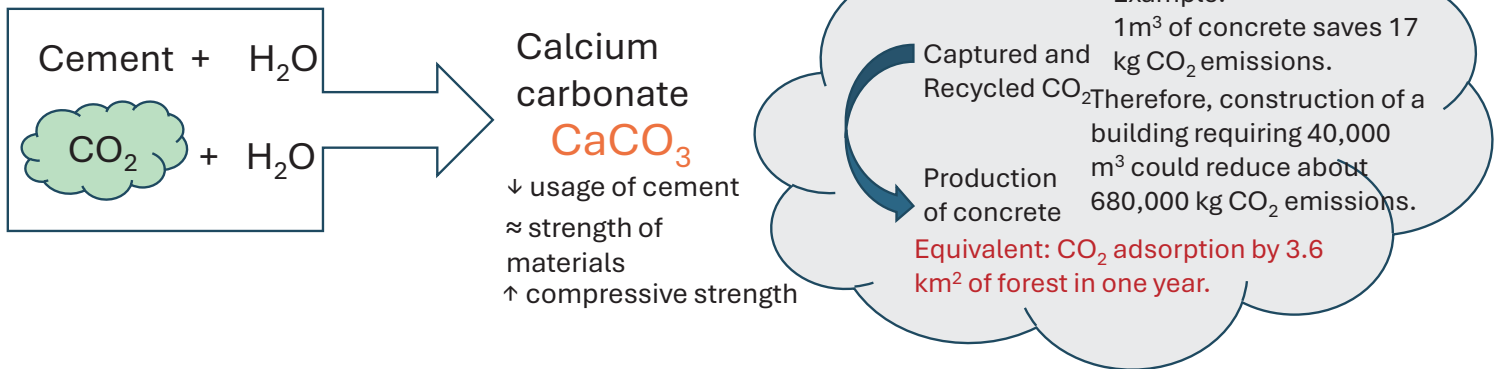 Cement + H₂O
CO₂ + H₂O
Calcium
carbonate
CaCO₃
↓ usage of cement
≈ strength of
materials
↑ compressive strength
Captured and
Recycled CO₂
Production
of concrete
Example:
1m³ of concrete saves 17
kg CO₂ emissions.
Therefore, construction of a
building requiring 40,000
m³ could reduce about
680,000 kg CO₂ emissions.
Equivalent: CO₂ adsorption by 3.6
km² of forest in one year.